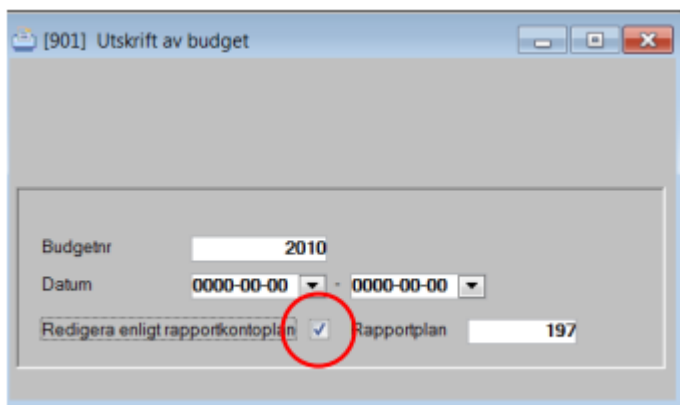 [901] Utskrift av budget
Budgetnr 2010
Datum 0000-00-00 - 0000-00-00
Redigera enligt rapportkontoplan Rapportplan 197